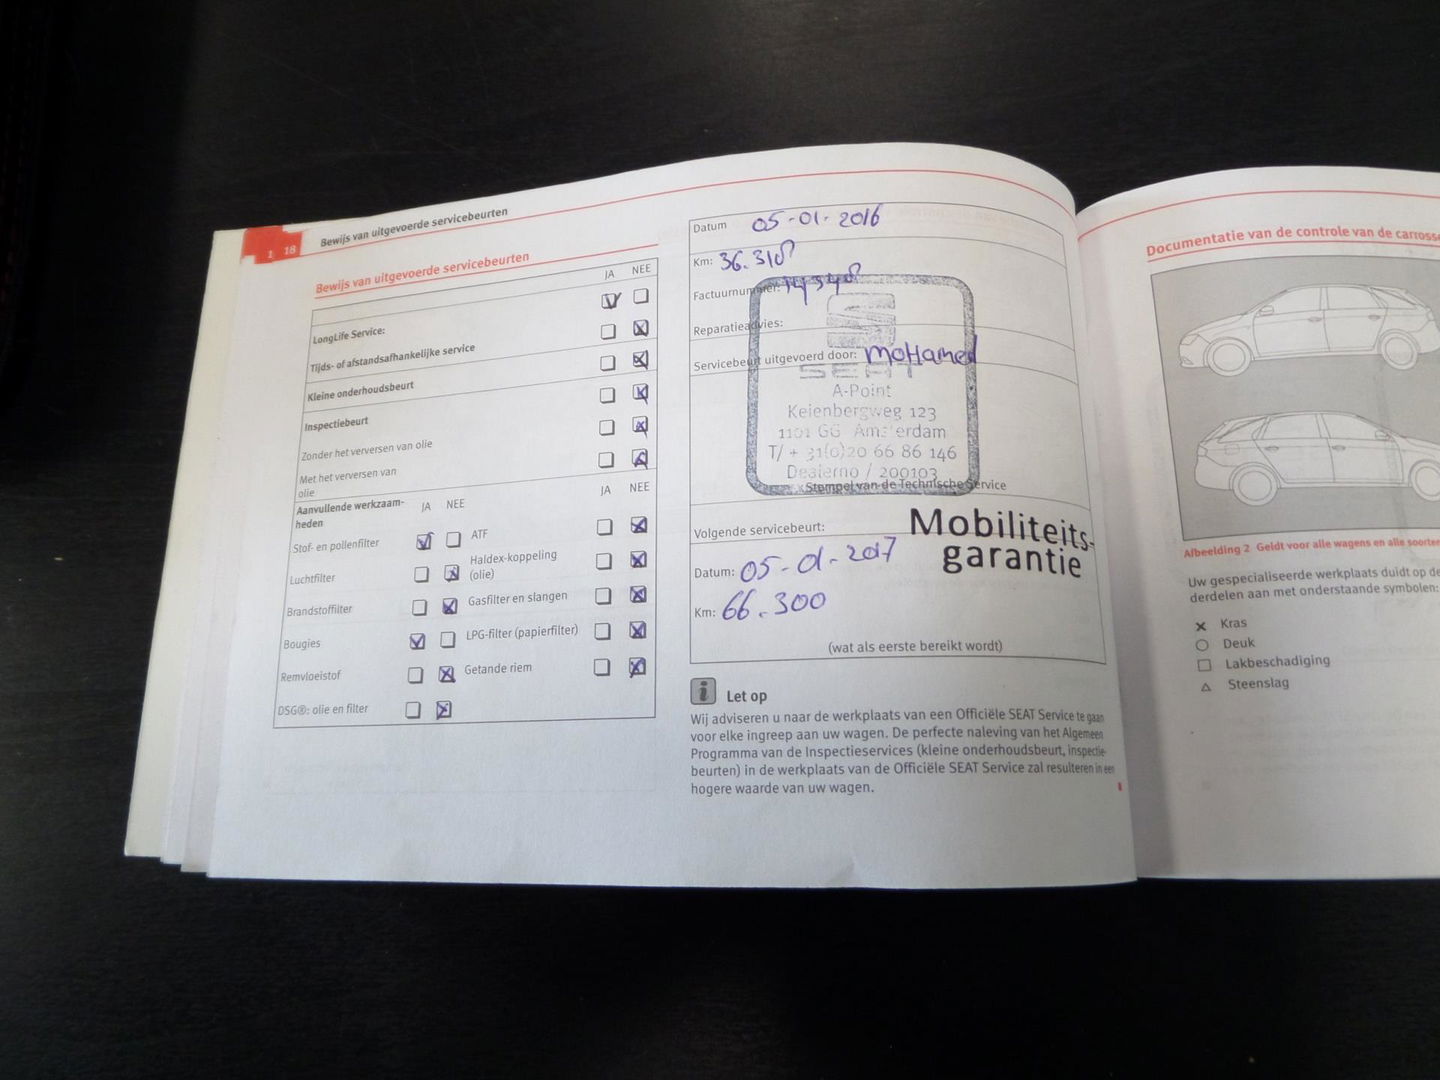 1 18 Bewijs van uitgevoerde servicebeurten
Bewijs van uitgevoerde servicebeurten
JA NEE
LongLife Service:
Tijds- of afstandsafhankelijke service
Kleine onderhoudsbeurt
Inspectiebeurt
Zonder het verversen van olie
Met het verversen van
olie
Aanvullende werkzaam-
heden
JA NEE
JA NEE
Stof- en pollenfilter
ATF
Luchtfilter
Haldex-koppeling
(olie)
Brandstoffilter
Gasfilter en slangen
Bougies
LPG-filter (papierfilter)
Remvloeistof
Getande riem
DSG®: olie en filter
Datum 05-01-2016
Km: 36.318
Factuurnummer:
Reparatieadvies:
Servicebeurt uitgevoerd door: Mohamed
SEAT
A-Point
Keienbergweg 123
1101 GG Amsterdam
T/ + 31(0)20 66 86 146
Dealerno / 200103
Stempel van de Technische Service
Volgende servicebeurt:
Mobiliteits-
garantie
Datum: 05-01-2017
Km: 66.300
(wat als eerste bereikt wordt)
i Let op
Wij adviseren u naar de werkplaats van een Officiële SEAT Service te gaan
voor elke ingreep aan uw wagen. De perfecte naleving van het Algemeen
Programma van de Inspectieservices (kleine onderhoudsbeurt, inspectie-
beurten) in de werkplaats van de Officiële SEAT Service zal resulteren in een
hogere waarde van uw wagen.
Documentatie van de controle van de carrosse
Afbeelding 2 Geldt voor alle wagens en alle soorten
Uw gespecialiseerde werkplaats duidt op de
derdelen aan met onderstaande symbolen:
Kras
Deuk
Lakbeschadiging
Steenslag